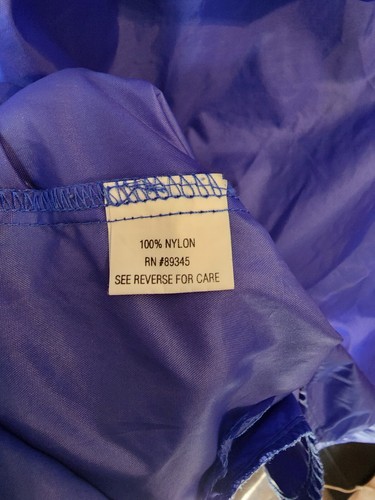 100% NYLON
RN #89345
SEE REVERSE FOR CARE